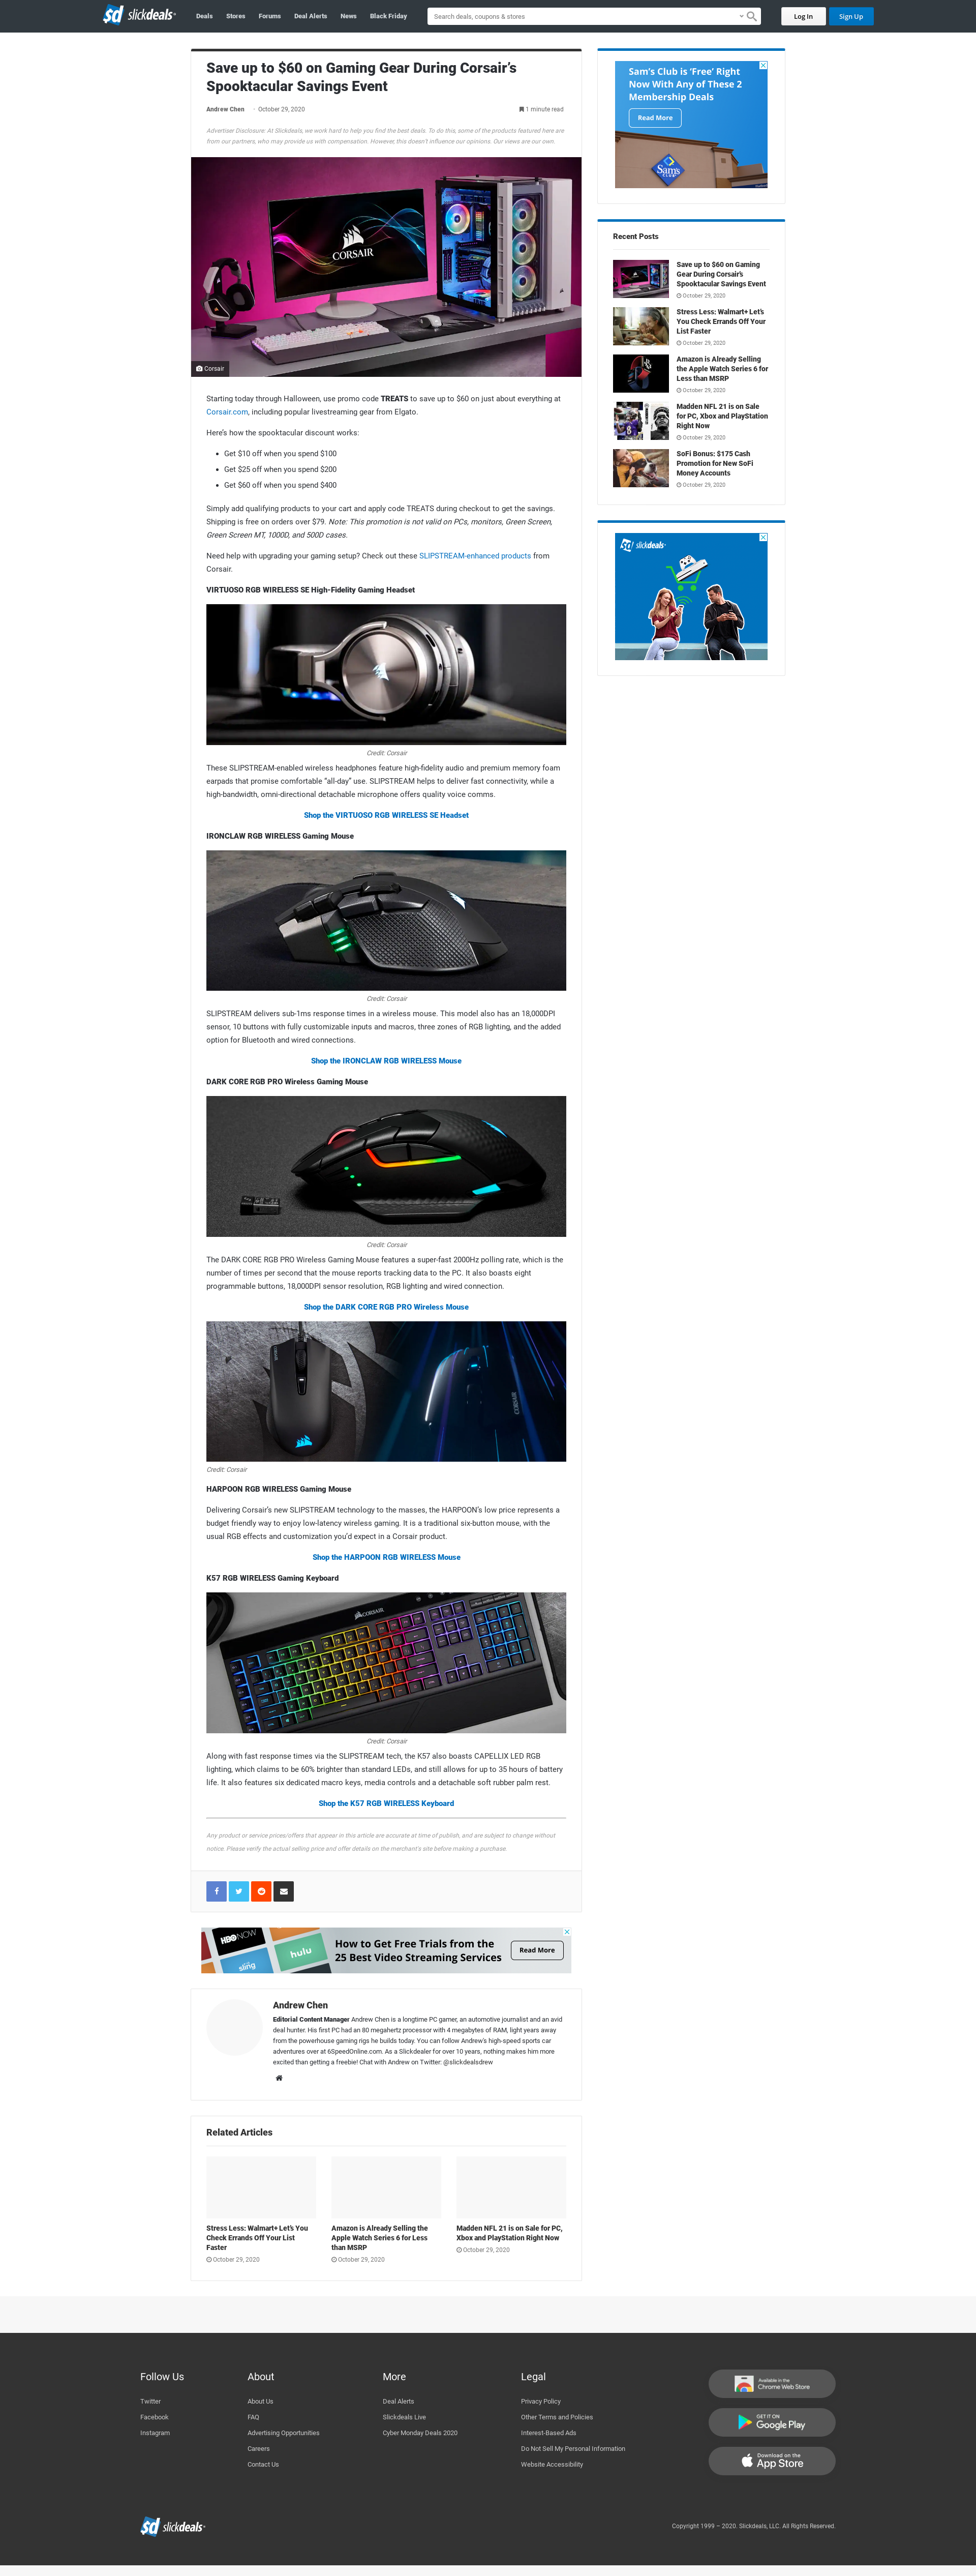 sd slickdeals
Deals
Stores
Forums
Deal Alerts
News
Black Friday
Search deals, coupons & stores
Log In
Sign Up
Save up to $60 on Gaming Gear During Corsair’s
Spooktacular Savings Event
Andrew Chen
October 29, 2020
1 minute read
Advertiser Disclosure: At Slickdeals, we work hard to help you find the best deals. To do this, some of the products featured here are
from our partners, who may provide us with compensation. However, this doesn’t influence our opinions. Our views are our own.
CORSAIR
Corsair
Starting today through Halloween, use promo code TREATS to save up to $60 on just about everything at
Corsair.com, including popular livestreaming gear from Elgato.
Here’s how the spooktacular discount works:
Get $10 off when you spend $100
Get $25 off when you spend $200
Get $60 off when you spend $400
Simply add qualifying products to your cart and apply code TREATS during checkout to get the savings.
Shipping is free on orders over $79. Note: This promotion is not valid on PCs, monitors, Green Screen,
Green Screen MT, 1000D, and 500D cases.
Need help with upgrading your gaming setup? Check out these SLIPSTREAM-enhanced products from
Corsair.
VIRTUOSO RGB WIRELESS SE High-Fidelity Gaming Headset
Credit: Corsair
These SLIPSTREAM-enabled wireless headphones feature high-fidelity audio and premium memory foam
earpads that promise comfortable “all-day” use. SLIPSTREAM helps to deliver fast connectivity, while a
high-bandwidth, omni-directional detachable microphone offers quality voice comms.
Shop the VIRTUOSO RGB WIRELESS SE Headset
IRONCLAW RGB WIRELESS Gaming Mouse
Credit: Corsair
SLIPSTREAM delivers sub-1ms response times in a wireless mouse. This model also has an 18,000DPI
sensor, 10 buttons with fully customizable inputs and macros, three zones of RGB lighting, and the added
option for Bluetooth and wired connections.
Shop the IRONCLAW RGB WIRELESS Mouse
DARK CORE RGB PRO Wireless Gaming Mouse
Credit: Corsair
The DARK CORE RGB PRO Wireless Gaming Mouse features a super-fast 2000Hz polling rate, which is the
number of times per second that the mouse reports tracking data to the PC. It also boasts eight
programmable buttons, 18,000DPI sensor resolution, RGB lighting and wired connection.
Shop the DARK CORE RGB PRO Wireless Mouse
CORSAIR
Credit: Corsair
HARPOON RGB WIRELESS Gaming Mouse
Delivering Corsair’s new SLIPSTREAM technology to the masses, the HARPOON’s low price represents a
budget friendly way to enjoy low-latency wireless gaming. It is a traditional six-button mouse, with the
usual RGB effects and customization you’d expect in a Corsair product.
Shop the HARPOON RGB WIRELESS Mouse
K57 RGB WIRELESS Gaming Keyboard
CORSAIR
Credit: Corsair
Along with fast response times via the SLIPSTREAM tech, the K57 also boasts CAPELLIX LED RGB
lighting, which claims to be 60% brighter than standard LEDs, and still allows for up to 35 hours of battery
life. It also features six dedicated macro keys, media controls and a detachable soft rubber palm rest.
Shop the K57 RGB WIRELESS Keyboard
Any product or service prices/offers that appear in this article are accurate at time of publish, and are subject to change without
notice. Please verify the actual selling price and offer details on the merchant’s site before making a purchase.
HBO NOW
hulu
sling
How to Get Free Trials from the
25 Best Video Streaming Services
Read More
Andrew Chen
Editorial Content Manager Andrew Chen is a longtime PC gamer, an automotive journalist and an avid
deal hunter. His first PC had an 80 megahertz processor with 4 megabytes of RAM, light years away
from the powerhouse gaming rigs he builds today. You can follow Andrew's high-speed sports car
adventures over at 6SpeedOnline.com. As a Slickdealer for over 10 years, nothing makes him more
excited than getting a freebie! Chat with Andrew on Twitter: @slickdealsdrew
Related Articles
Stress Less: Walmart+ Let’s You
Check Errands Off Your List
Faster
October 29, 2020
Amazon is Already Selling the
Apple Watch Series 6 for Less
than MSRP
October 29, 2020
Madden NFL 21 is on Sale for PC,
Xbox and PlayStation Right Now
October 29, 2020
Sam’s Club is ‘Free’ Right
Now With Any of These 2
Membership Deals
Read More
Sam's
CLUB
Recent Posts
Save up to $60 on Gaming
Gear During Corsair’s
Spooktacular Savings Event
October 29, 2020
Stress Less: Walmart+ Let’s
You Check Errands Off Your
List Faster
October 29, 2020
Amazon is Already Selling
the Apple Watch Series 6 for
Less than MSRP
October 29, 2020
Madden NFL 21 is on Sale
for PC, Xbox and PlayStation
Right Now
October 29, 2020
SoFi Bonus: $175 Cash
Promotion for New SoFi
Money Accounts
October 29, 2020
sd slickdeals
Follow Us
Twitter
Facebook
Instagram
About
About Us
FAQ
Advertising Opportunities
Careers
Contact Us
More
Deal Alerts
Slickdeals Live
Cyber Monday Deals 2020
Legal
Privacy Policy
Other Terms and Policies
Interest-Based Ads
Do Not Sell My Personal Information
Website Accessibility
Available in the
Chrome Web Store
GET IT ON
Google Play
Download on the
App Store
sd slickdeals
Copyright 1999 – 2020. Slickdeals, LLC. All Rights Reserved.